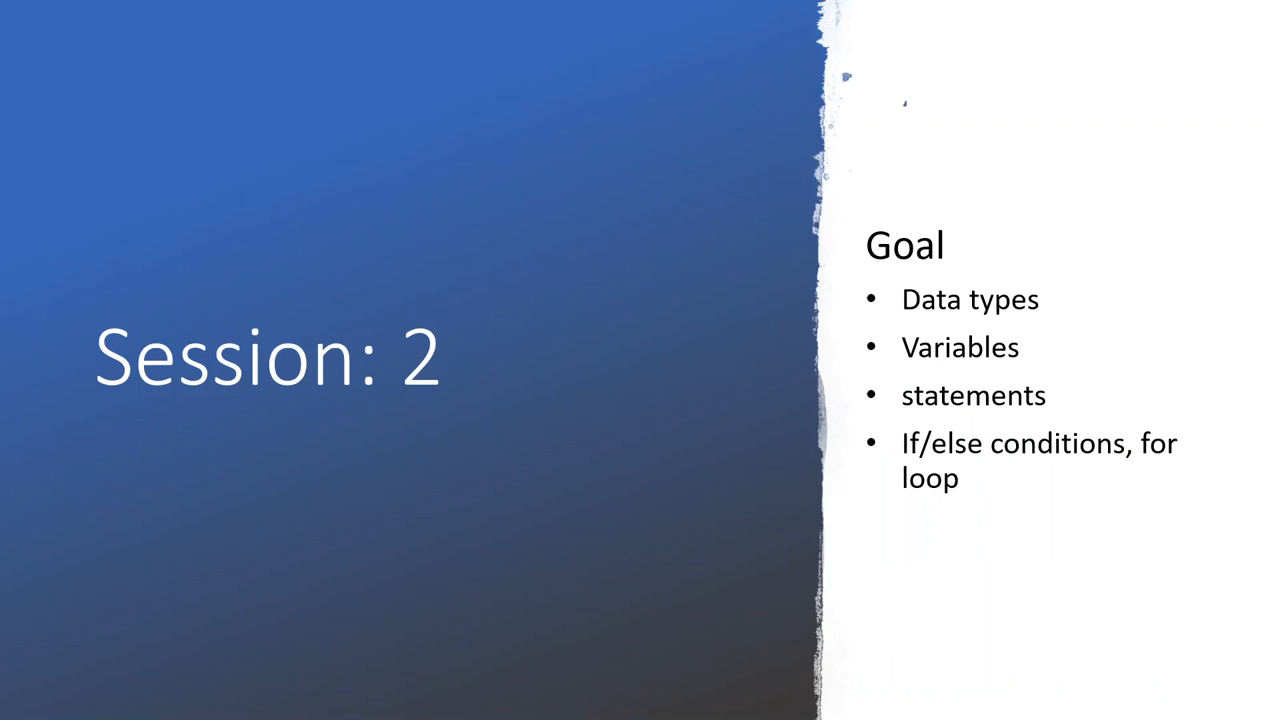 Session: 2
Goal
• Data types
• Variables
• statements
• If/else conditions, for
loop